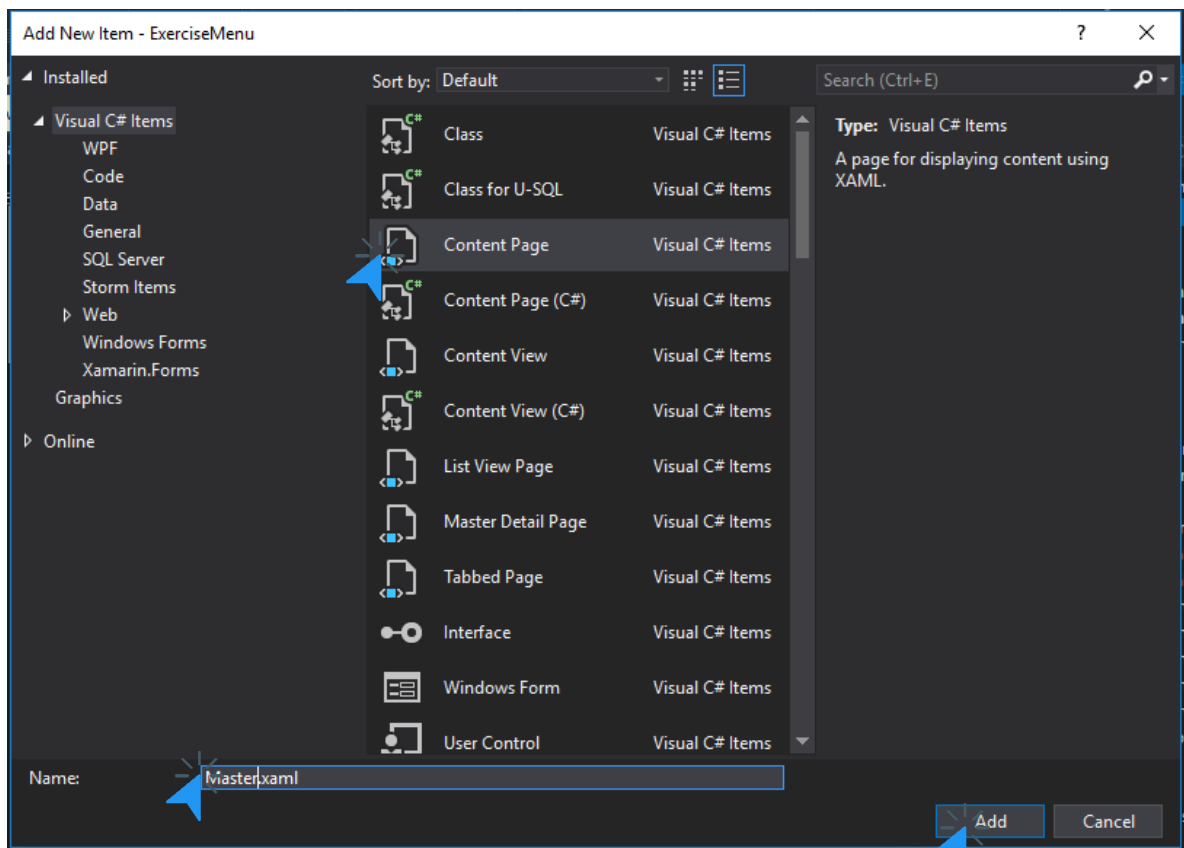 Add New Item - ExerciseMenu ?
Installed
Sort by: Default
Search (Ctrl+E)
Visual C# Items
WPF
Code
Data
General
SQL Server
Storm Items
Web
Windows Forms
Xamarin.Forms
Graphics
Online
C# Class Visual C# Items
C# Class for U-SQL Visual C# Items
Content Page Visual C# Items
C# Content Page (C#) Visual C# Items
Content View Visual C# Items
C# Content View (C#) Visual C# Items
List View Page Visual C# Items
Master Detail Page Visual C# Items
Tabbed Page Visual C# Items
Interface Visual C# Items
Windows Form Visual C# Items
User Control Visual C# Items
Type: Visual C# Items
A page for displaying content using
XAML.
Name: Master.xaml
Add Cancel